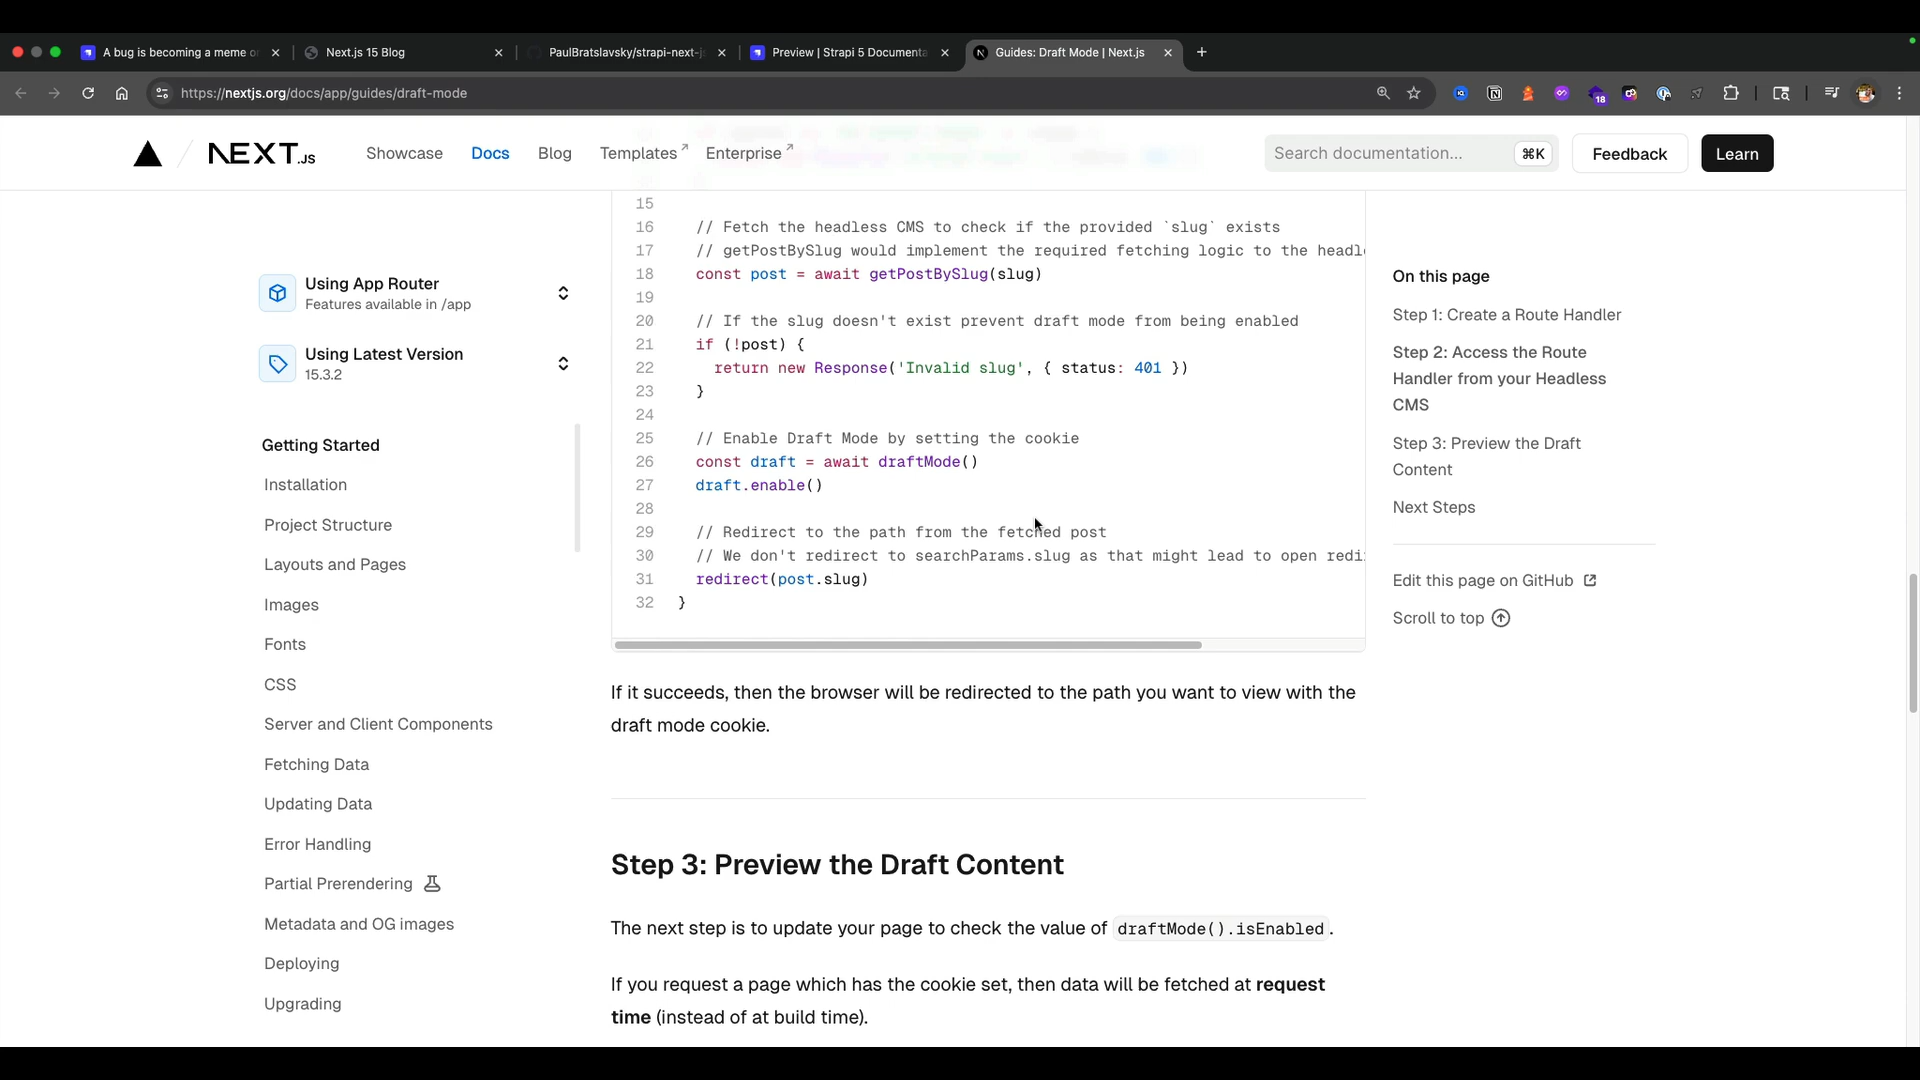 A bug is becoming a meme o
Next.js 15 Blog
PaulBratslavsky/strapi-next-j
Preview | Strapi 5 Documenta
Guides: Draft Mode | Next.js
https://nextjs.org/docs/app/guides/draft-mode
18
NEXT.JS
Showcase
Docs
Blog
Templates
Enterprise
Search documentation...
⌘K
Feedback
Learn
Using App Router
Features available in /app
Using Latest Version
15.3.2
Getting Started
Installation
Project Structure
Layouts and Pages
Images
Fonts
CSS
Server and Client Components
Fetching Data
Updating Data
Error Handling
Partial Prerendering
Metadata and OG images
Deploying
Upgrading
15
16 // Fetch the headless CMS to check if the provided `slug` exists
17 // getPostBySlug would implement the required fetching logic to the headl
18 const post = await getPostBySlug(slug)
19
20 // If the slug doesn't exist prevent draft mode from being enabled
21 if (!post) {
22 return new Response('Invalid slug', { status: 401 })
23 }
24
25 // Enable Draft Mode by setting the cookie
26 const draft = await draftMode()
27 draft.enable()
28
29 // Redirect to the path from the fetched post
30 // We don't redirect to searchParams.slug as that might lead to open redi
31 redirect(post.slug)
32 }
If it succeeds, then the browser will be redirected to the path you want to view with the
draft mode cookie.
Step 3: Preview the Draft Content
The next step is to update your page to check the value of draftMode().isEnabled.
If you request a page which has the cookie set, then data will be fetched at request
time (instead of at build time).
On this page
Step 1: Create a Route Handler
Step 2: Access the Route
Handler from your Headless
CMS
Step 3: Preview the Draft
Content
Next Steps
Edit this page on GitHub
Scroll to top